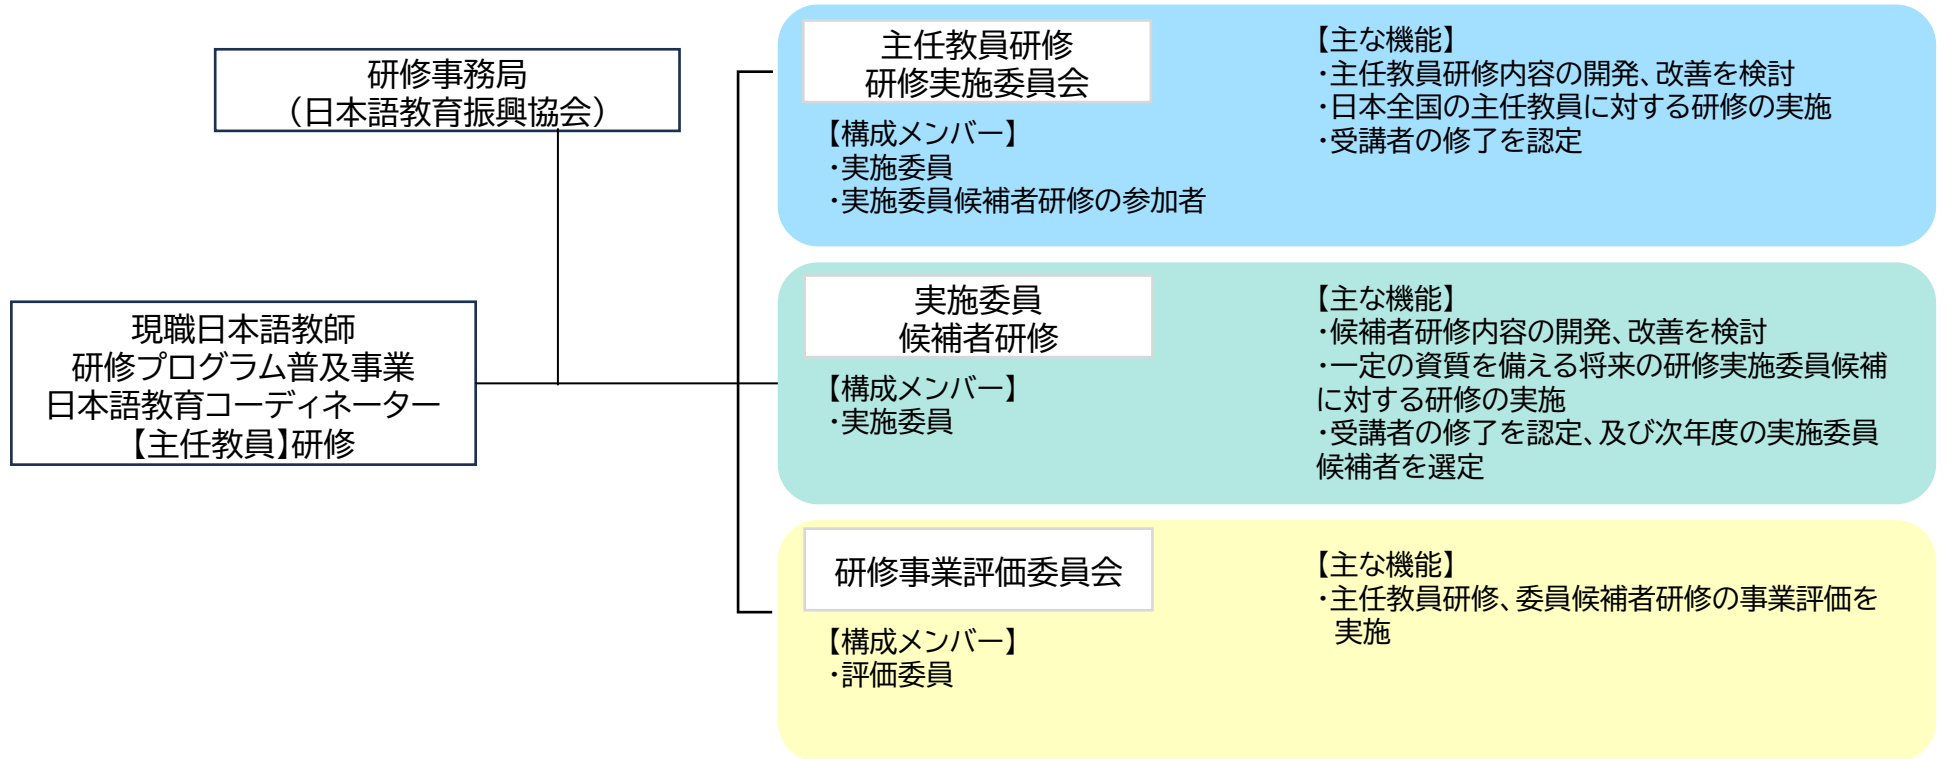 研修事務局
（日本語教育振興協会）
現職日本語教師
研修プログラム普及事業
日本語教育コーディネーター
【主任教員】研修
主任教員研修
研修実施委員会
【構成メンバー】
・実施委員
・実施委員候補者研修の参加者
【主な機能】
・主任教員研修内容の開発、改善を検討
・日本全国の主任教員に対する研修の実施
・受講者の修了を認定
実施委員
候補者研修
【構成メンバー】
・実施委員
【主な機能】
・候補者研修内容の開発、改善を検討
・一定の資質を備える将来の研修実施委員候補
に対する研修の実施
・受講者の修了を認定、及び次年度の実施委員
候補者を選定
研修事業評価委員会
【構成メンバー】
・評価委員
【主な機能】
・主任教員研修、委員候補者研修の事業評価を
実施